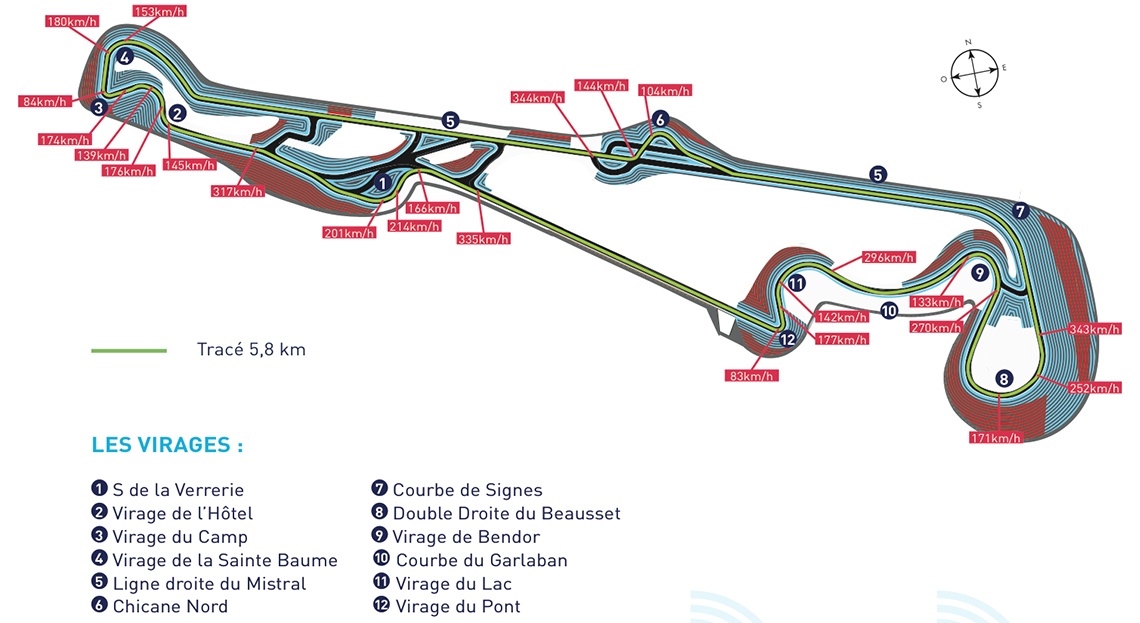 153km/h
180km/h
4
84km/h
3
2
174km/h
139km/h
176km/h
145km/h
317km/h
5
344km/h
144km/h
104km/h
6
N
O
E
S
5
7
1
166km/h
201km/h
214km/h
335km/h
296km/h
9
11
133km/h
10
142km/h
270km/h
343km/h
177km/h
12
83km/h
8
252km/h
171km/h
Tracé 5,8 km
LES VIRAGES :
1 S de la Verrerie
2 Virage de l’Hôtel
3 Virage du Camp
4 Virage de la Sainte Baume
5 Ligne droite du Mistral
6 Chicane Nord
7 Courbe de Signes
8 Double Droite du Beausset
9 Virage de Bendor
10 Courbe du Garlaban
11 Virage du Lac
12 Virage du Pont